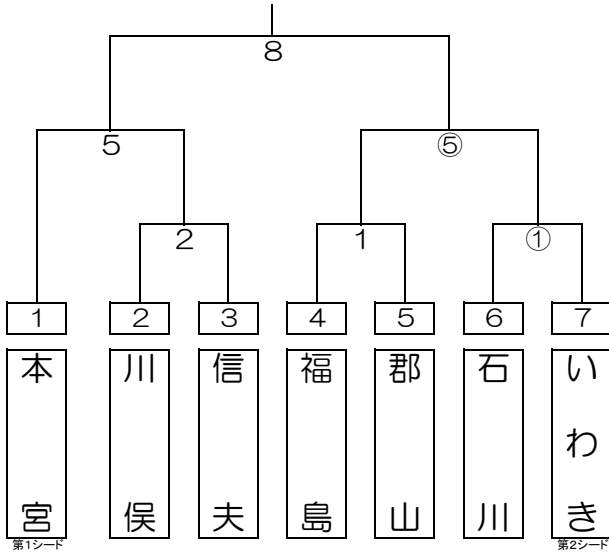 8
5 ⑤
2 1 ①
1 2 3 4 5 6 7
本宮 川俣 信夫 福島 郡山 石川 いわき
第1シード 第2シード